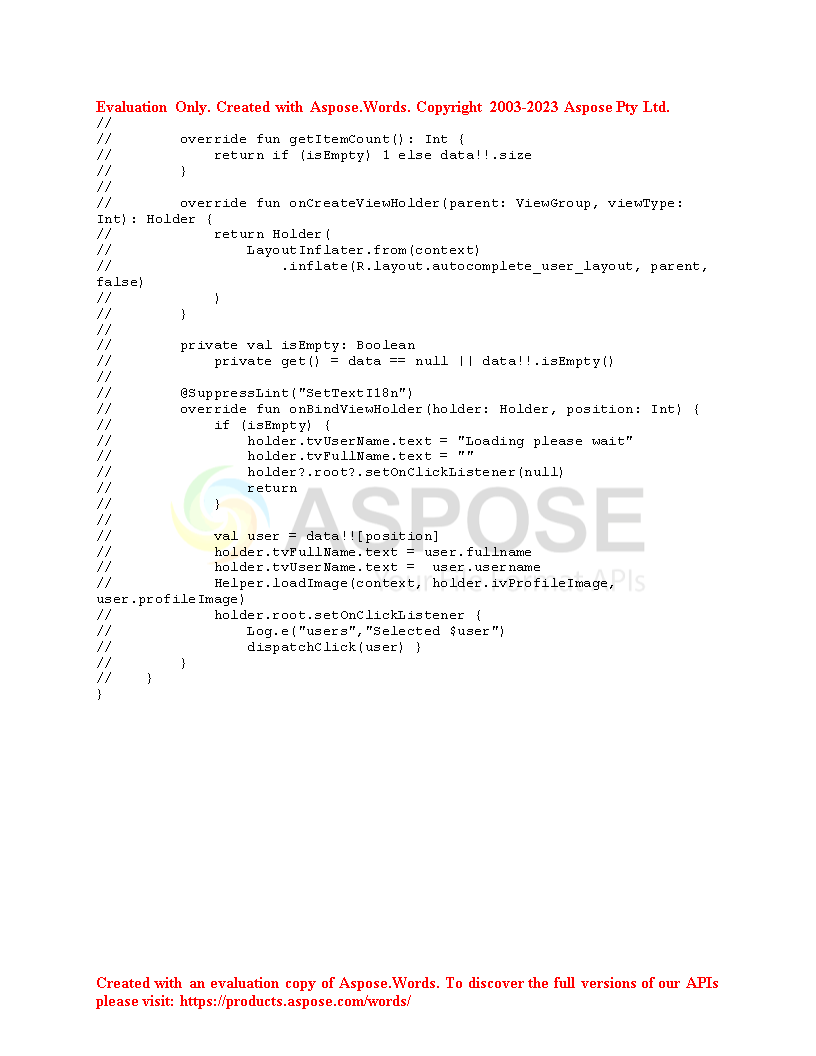 Evaluation Only. Created with Aspose.Words. Copyright 2003-2023 Aspose Pty Ltd.
//
//        override fun getItemCount(): Int {
//            return if (isEmpty) 1 else data!!.size
//        }
//
//        override fun onCreateViewHolder(parent: ViewGroup, viewType:
Int): Holder {
//            return Holder(
//                LayoutInflater.from(context)
//                    .inflate(R.layout.autocomplete_user_layout, parent,
false)
//            )
//        }
//
//        private val isEmpty: Boolean
//            private get() = data == null || data!!.isEmpty()
//
//        @SuppressLint("SetTextI18n")
//        override fun onBindViewHolder(holder: Holder, position: Int) {
//            if (isEmpty) {
//                holder.tvUserName.text = "Loading please wait"
//                holder.tvFullName.text = ""
//                holder?.root?.setOnClickListener(null)
//                return
//            }
//
//            val user = data!![position]
//            holder.tvFullName.text = user.fullname
//            holder.tvUserName.text =  user.username
//            Helper.loadImage(context, holder.ivProfileImage,
user.profileImage)
//            holder.root.setOnClickListener {
//                Log.e("users","Selected $user")
//                dispatchClick(user) }
//        }
//    }
}
ASPOSE
APIs
Created with an evaluation copy of Aspose.Words. To discover the full versions of our APIs
please visit: https://products.aspose.com/words/